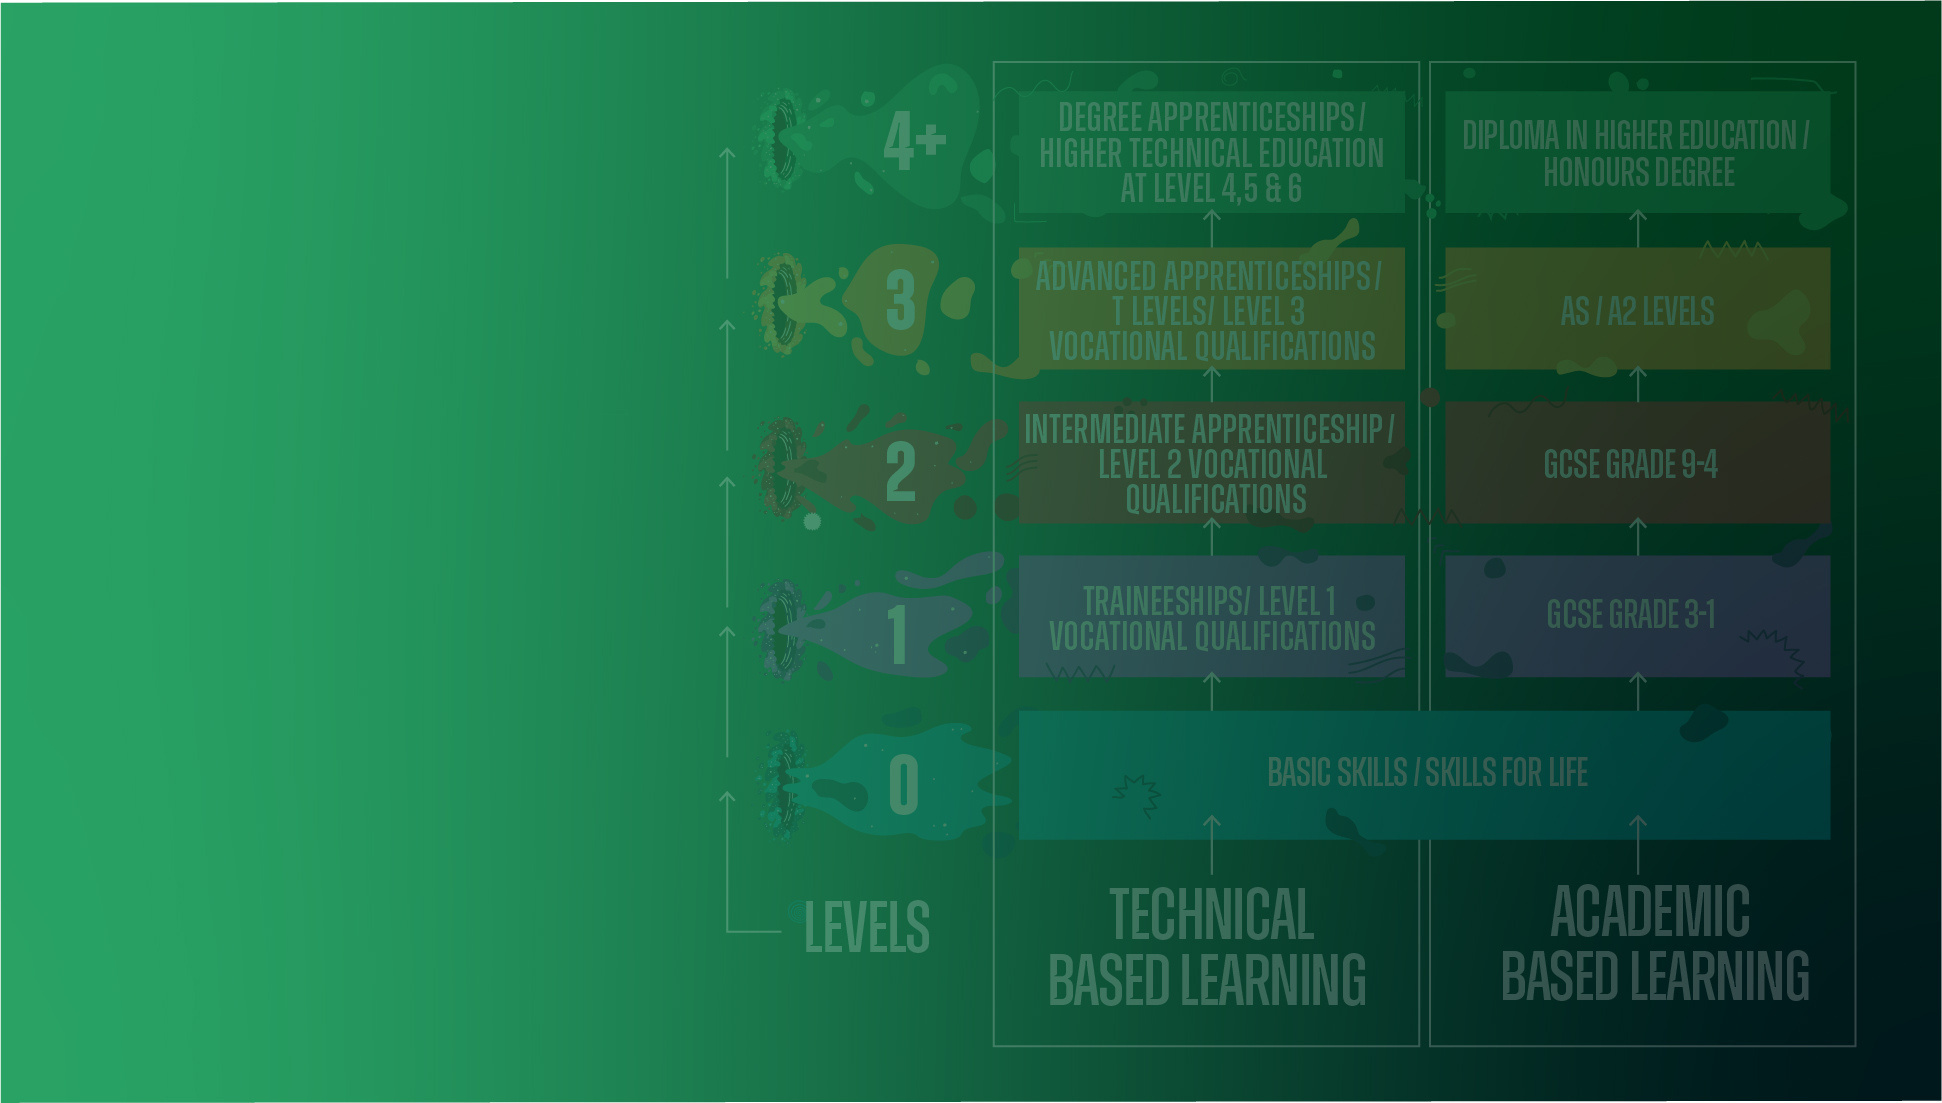 4+
DEGREE APPRENTICESHIPS /
HIGHER TECHNICAL EDUCATION
AT LEVEL 4,5 & 6
DIPLOMA IN HIGHER EDUCATION /
HONOURS DEGREE
3
ADVANCED APPRENTICESHIPS /
T LEVELS/ LEVEL 3
VOCATIONAL QUALIFICATIONS
AS / A2 LEVELS
2
INTERMEDIATE APPRENTICESHIP /
LEVEL 2 VOCATIONAL
QUALIFICATIONS
GCSE GRADE 9-4
1
TRAINEESHIPS/ LEVEL 1
VOCATIONAL QUALIFICATIONS
GCSE GRADE 3-1
0
BASIC SKILLS / SKILLS FOR LIFE
LEVELS
TECHNICAL
BASED LEARNING
ACADEMIC
BASED LEARNING